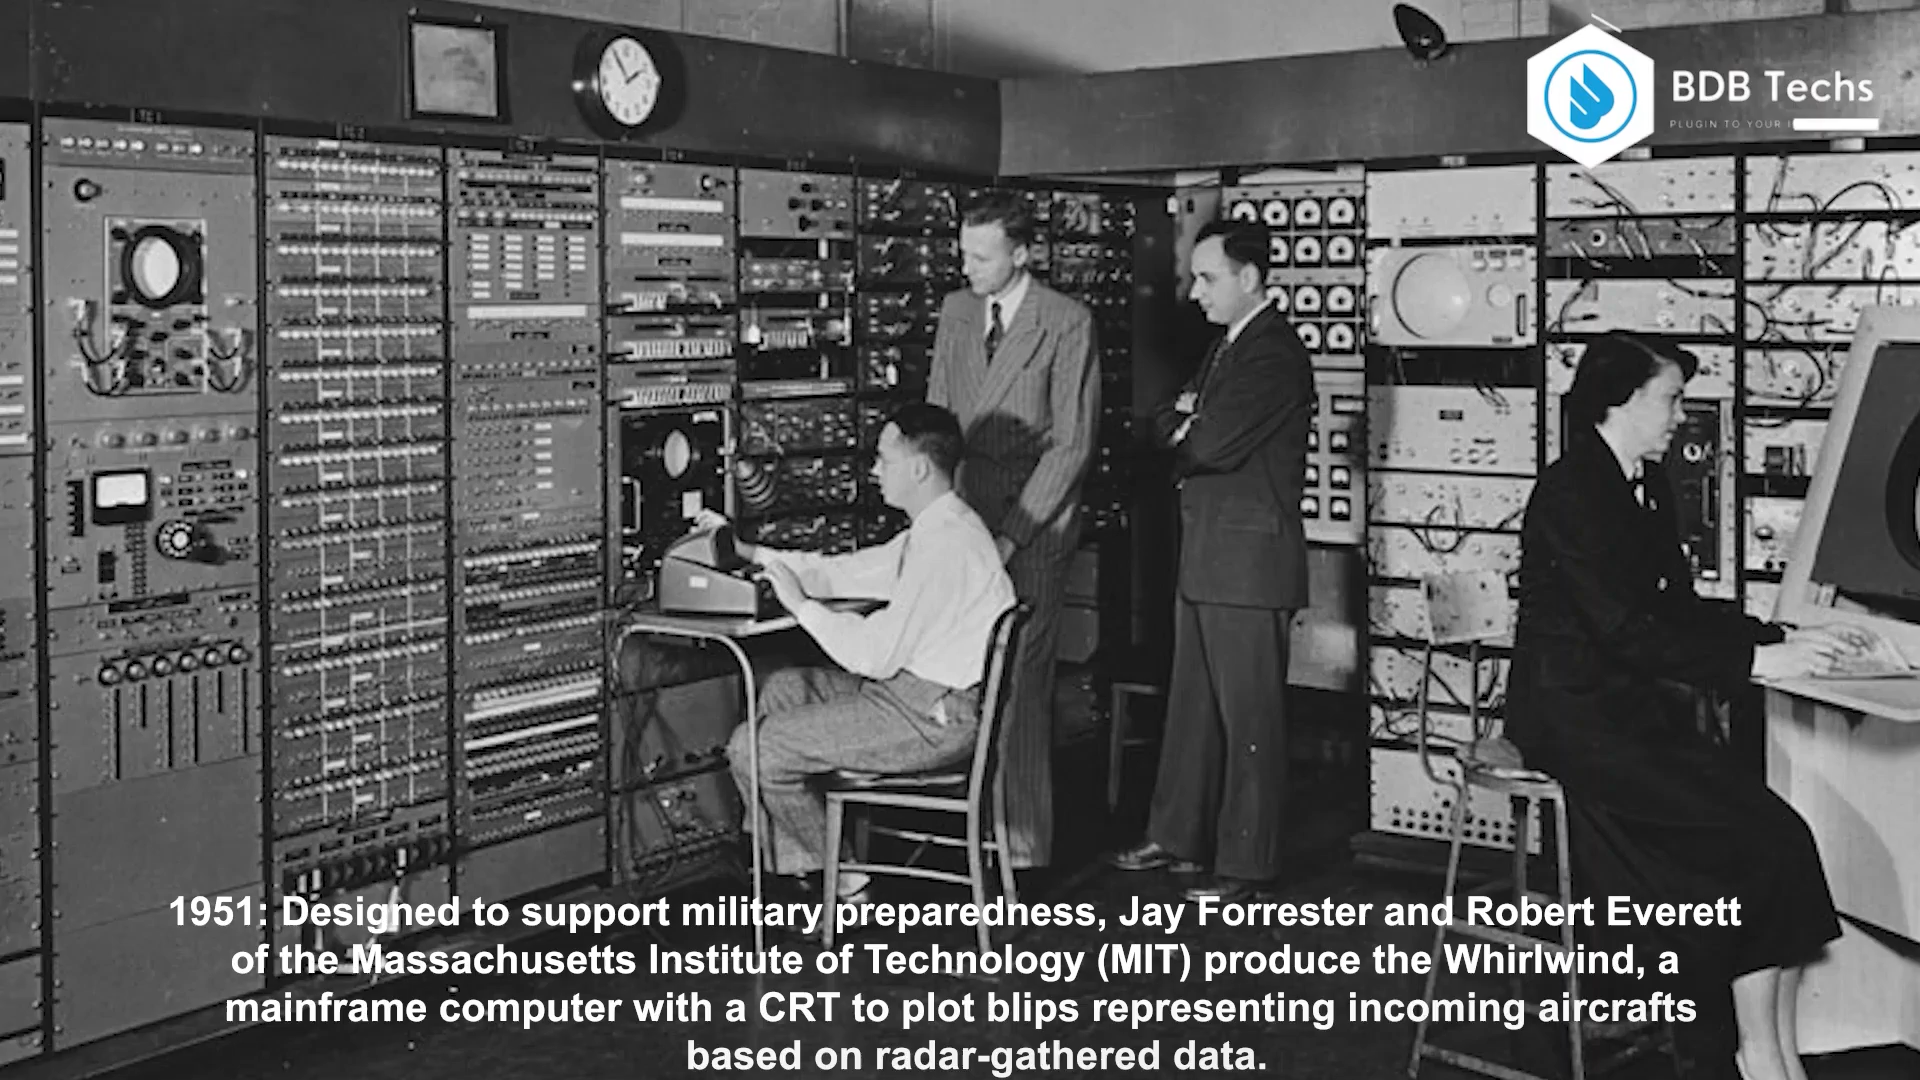 BDB Techs
PLUGIN TO YOUR
1951: Designed to support military preparedness, Jay Forrester and Robert Everett
of the Massachusetts Institute of Technology (MIT) produce the Whirlwind, a
mainframe computer with a CRT to plot blips representing incoming aircrafts
based on radar-gathered data.